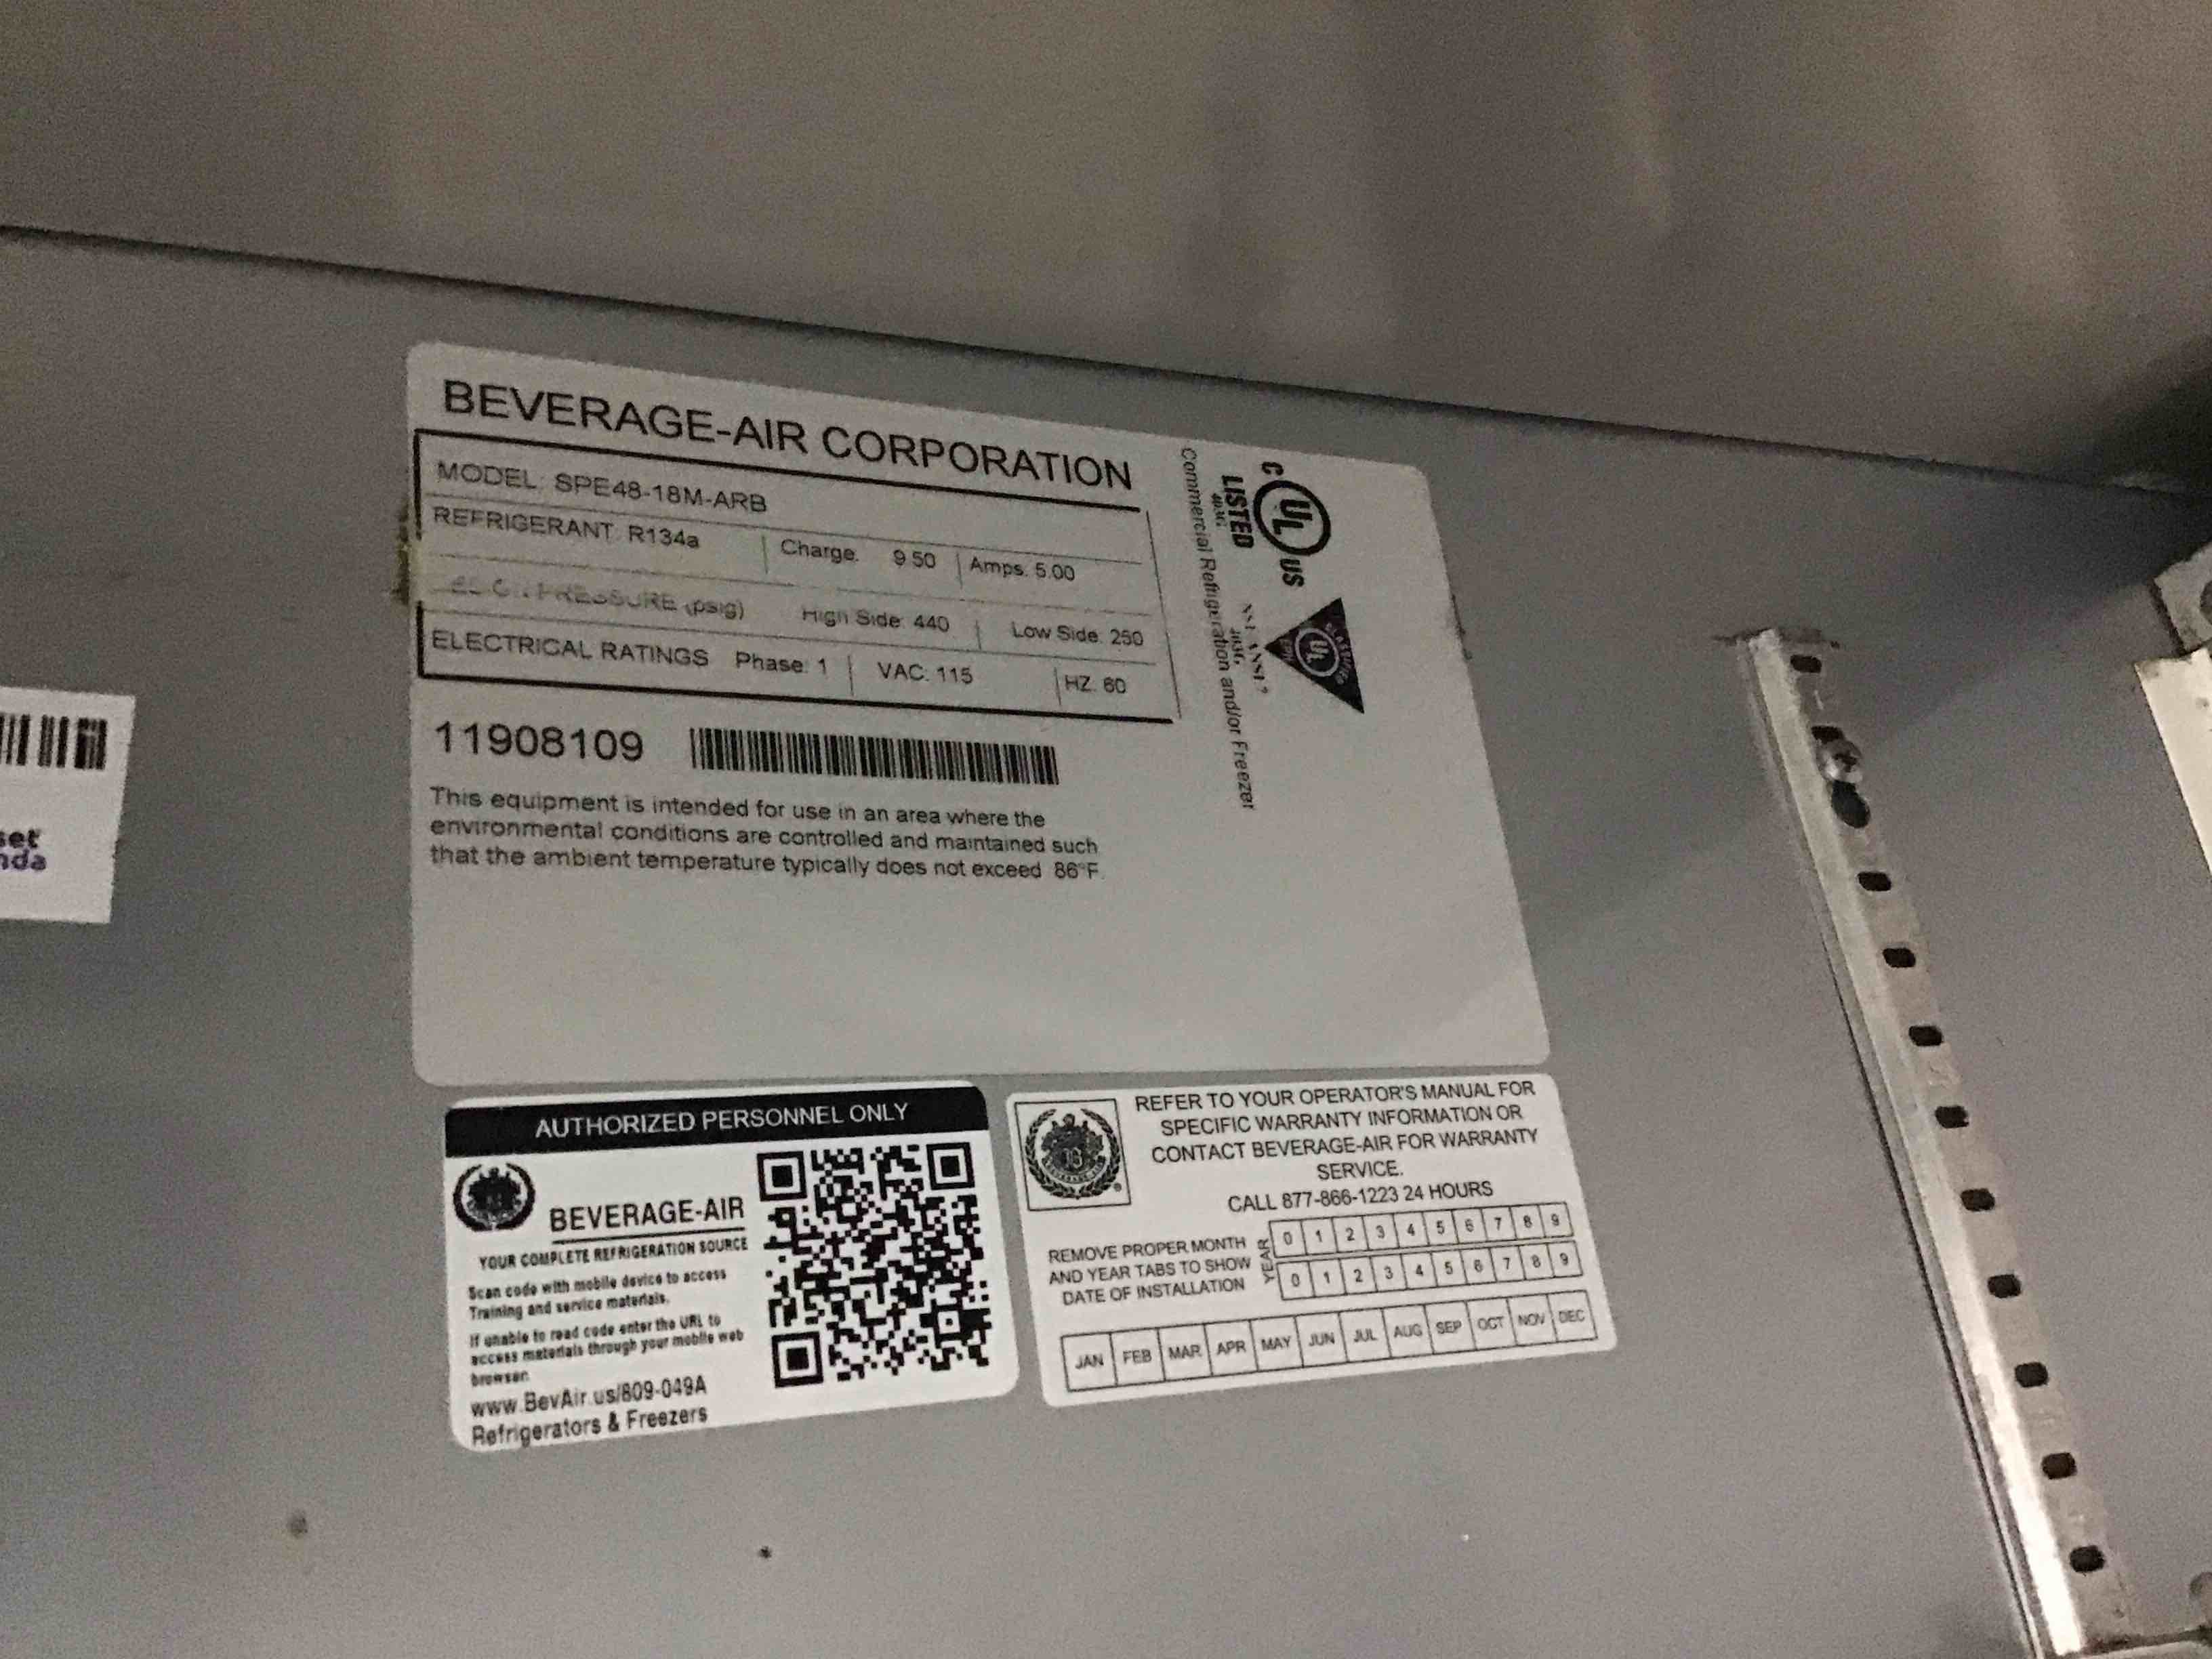 BEVERAGE-AIR CORPORATION
MODEL: SPE48-18M-ARB
REFRIGERANT R134a Charge. 9.50 Amps. 5.00
PRESSURE (psig) High Side: 440 Low Side: 250
ELECTRICAL RATINGS Phase: 1 VAC: 115 HZ: 60
11908109
This equipment is intended for use in an area where the
environmental conditions are controlled and maintained such
that the ambient temperature typically does not exceed 86°F.
C UL US
LISTED
Commercial Refrigeration and/or Freezer
UL
set
nda
AUTHORIZED PERSONNEL ONLY
BEVERAGE-AIR
YOUR COMPLETE REFRIGERATION SOURCE
Scan code with mobile device to access
Training and service materials.
If unable to read code enter the URL to
access materials through your mobile web
browser.
www.BevAir.us/809-049A
Refrigerators & Freezers
REFER TO YOUR OPERATOR'S MANUAL FOR
SPECIFIC WARRANTY INFORMATION OR
CONTACT BEVERAGE-AIR FOR WARRANTY
SERVICE.
CALL 877-866-1223 24 HOURS
REMOVE PROPER MONTH
AND YEAR TABS TO SHOW
DATE OF INSTALLATION
YEAR
0 1 2 3 4 5 6 7 8 9
0 1 2 3 4 5 6 7 8 9
JAN FEB MAR APR MAY JUN JUL AUG SEP OCT NOV DEC